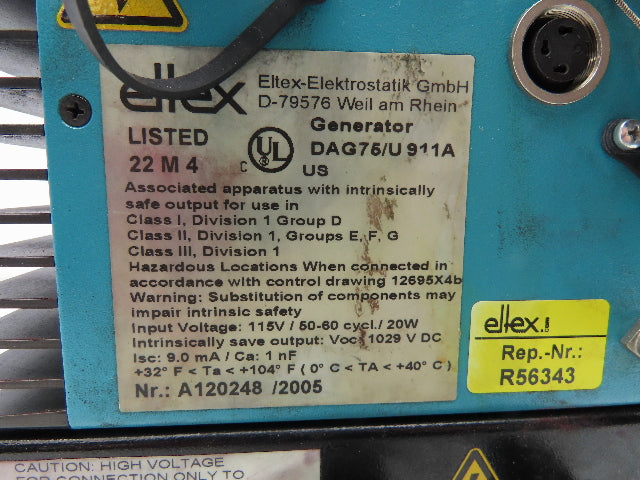 eltex
Eltex-Elektrostatik GmbH
D-79576 Weil am Rhein
LISTED
22 M 4
C UL US
Generator
DAG75/U 911A
Associated apparatus with intrinsically
safe output for use in
Class I, Division 1 Group D
Class II, Division 1, Groups E, F, G
Class III, Division 1
Hazardous Locations When connected in
accordance with control drawing 12695X4b
Warning: Substitution of components may
impair intrinsic safety
Input Voltage: 115V / 50-60 cycl./ 20W
Intrinsically save output: Voc: 1029 V DC
Isc: 9.0 mA / Ca: 1 nF
+32° F < Ta < +104° F ( 0° C < TA < +40° C )
Nr.: A120248 /2005
eltex.
Rep.-Nr.:
R56343
CAUTION: HIGH VOLTAGE
FOR CONNECTION ONLY TO